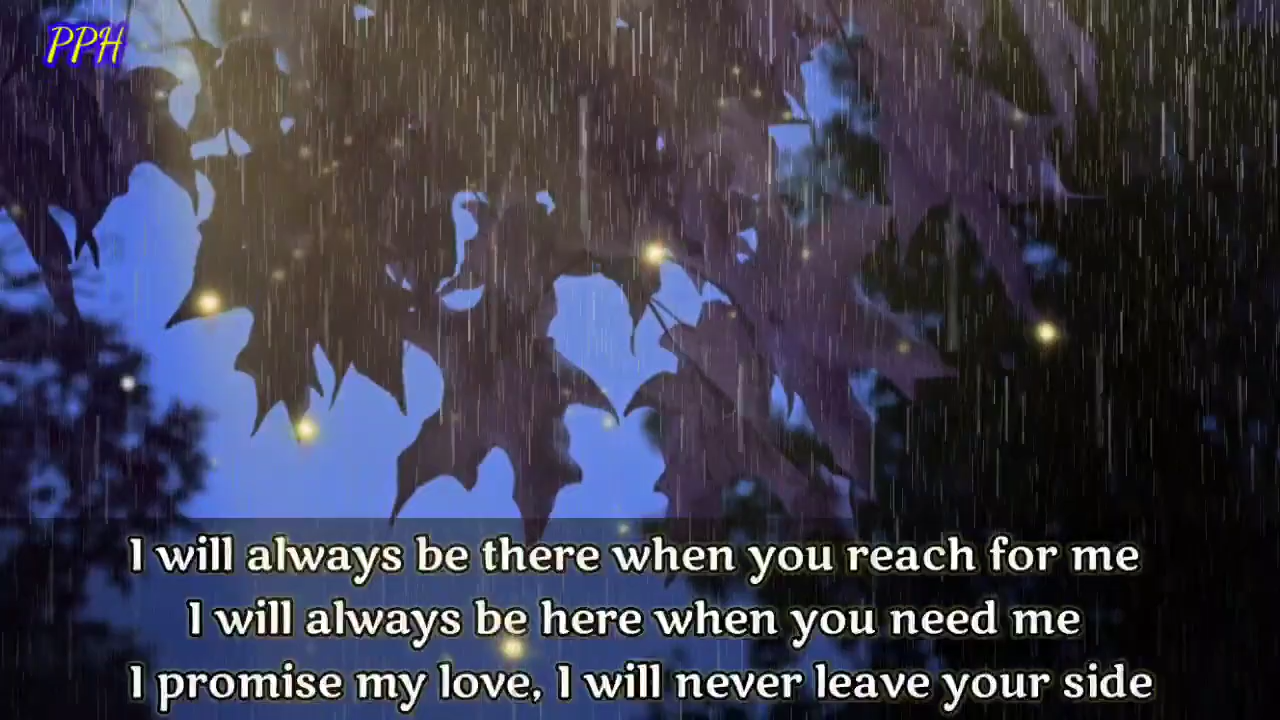 PPH
I will always be there when you reach for me
I will always be here when you need me
I promise my love, I will never leave your side